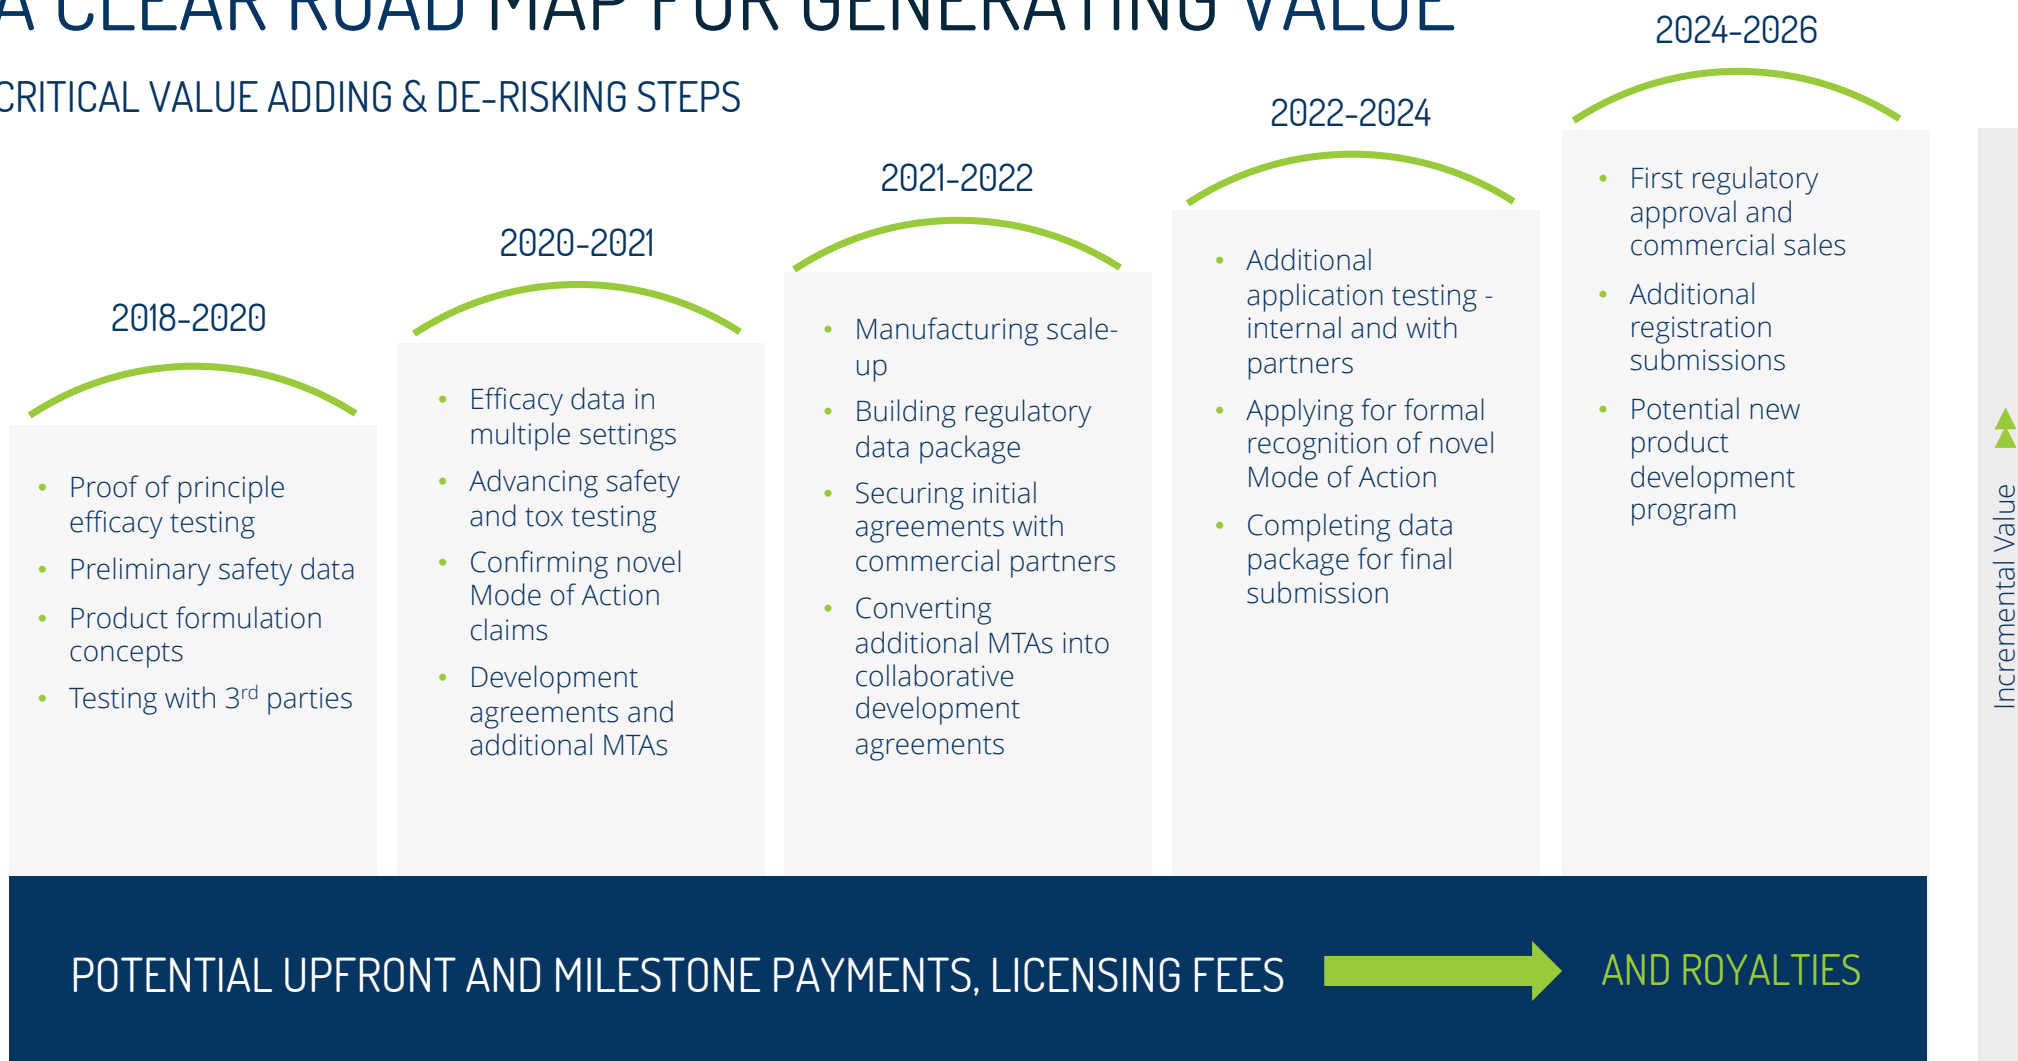 A CLEAR ROAD MAP FOR GENERATING VALUE
CRITICAL VALUE ADDING & DE-RISKING STEPS
2018-2020
• Proof of principle
efficacy testing
• Preliminary safety data
• Product formulation
concepts
• Testing with 3rd parties
2020-2021
• Efficacy data in
multiple settings
• Advancing safety
and tox testing
• Confirming novel
Mode of Action
claims
• Development
agreements and
additional MTAs
2021-2022
• Manufacturing scale-
up
• Building regulatory
data package
• Securing initial
agreements with
commercial partners
• Converting
additional MTAs into
collaborative
development
agreements
2022-2024
• Additional
application testing -
internal and with
partners
• Applying for formal
recognition of novel
Mode of Action
• Completing data
package for final
submission
2024-2026
• First regulatory
approval and
commercial sales
• Additional
registration
submissions
• Potential new
product
development
program
Incremental Value
POTENTIAL UPFRONT AND MILESTONE PAYMENTS, LICENSING FEES
AND ROYALTIES